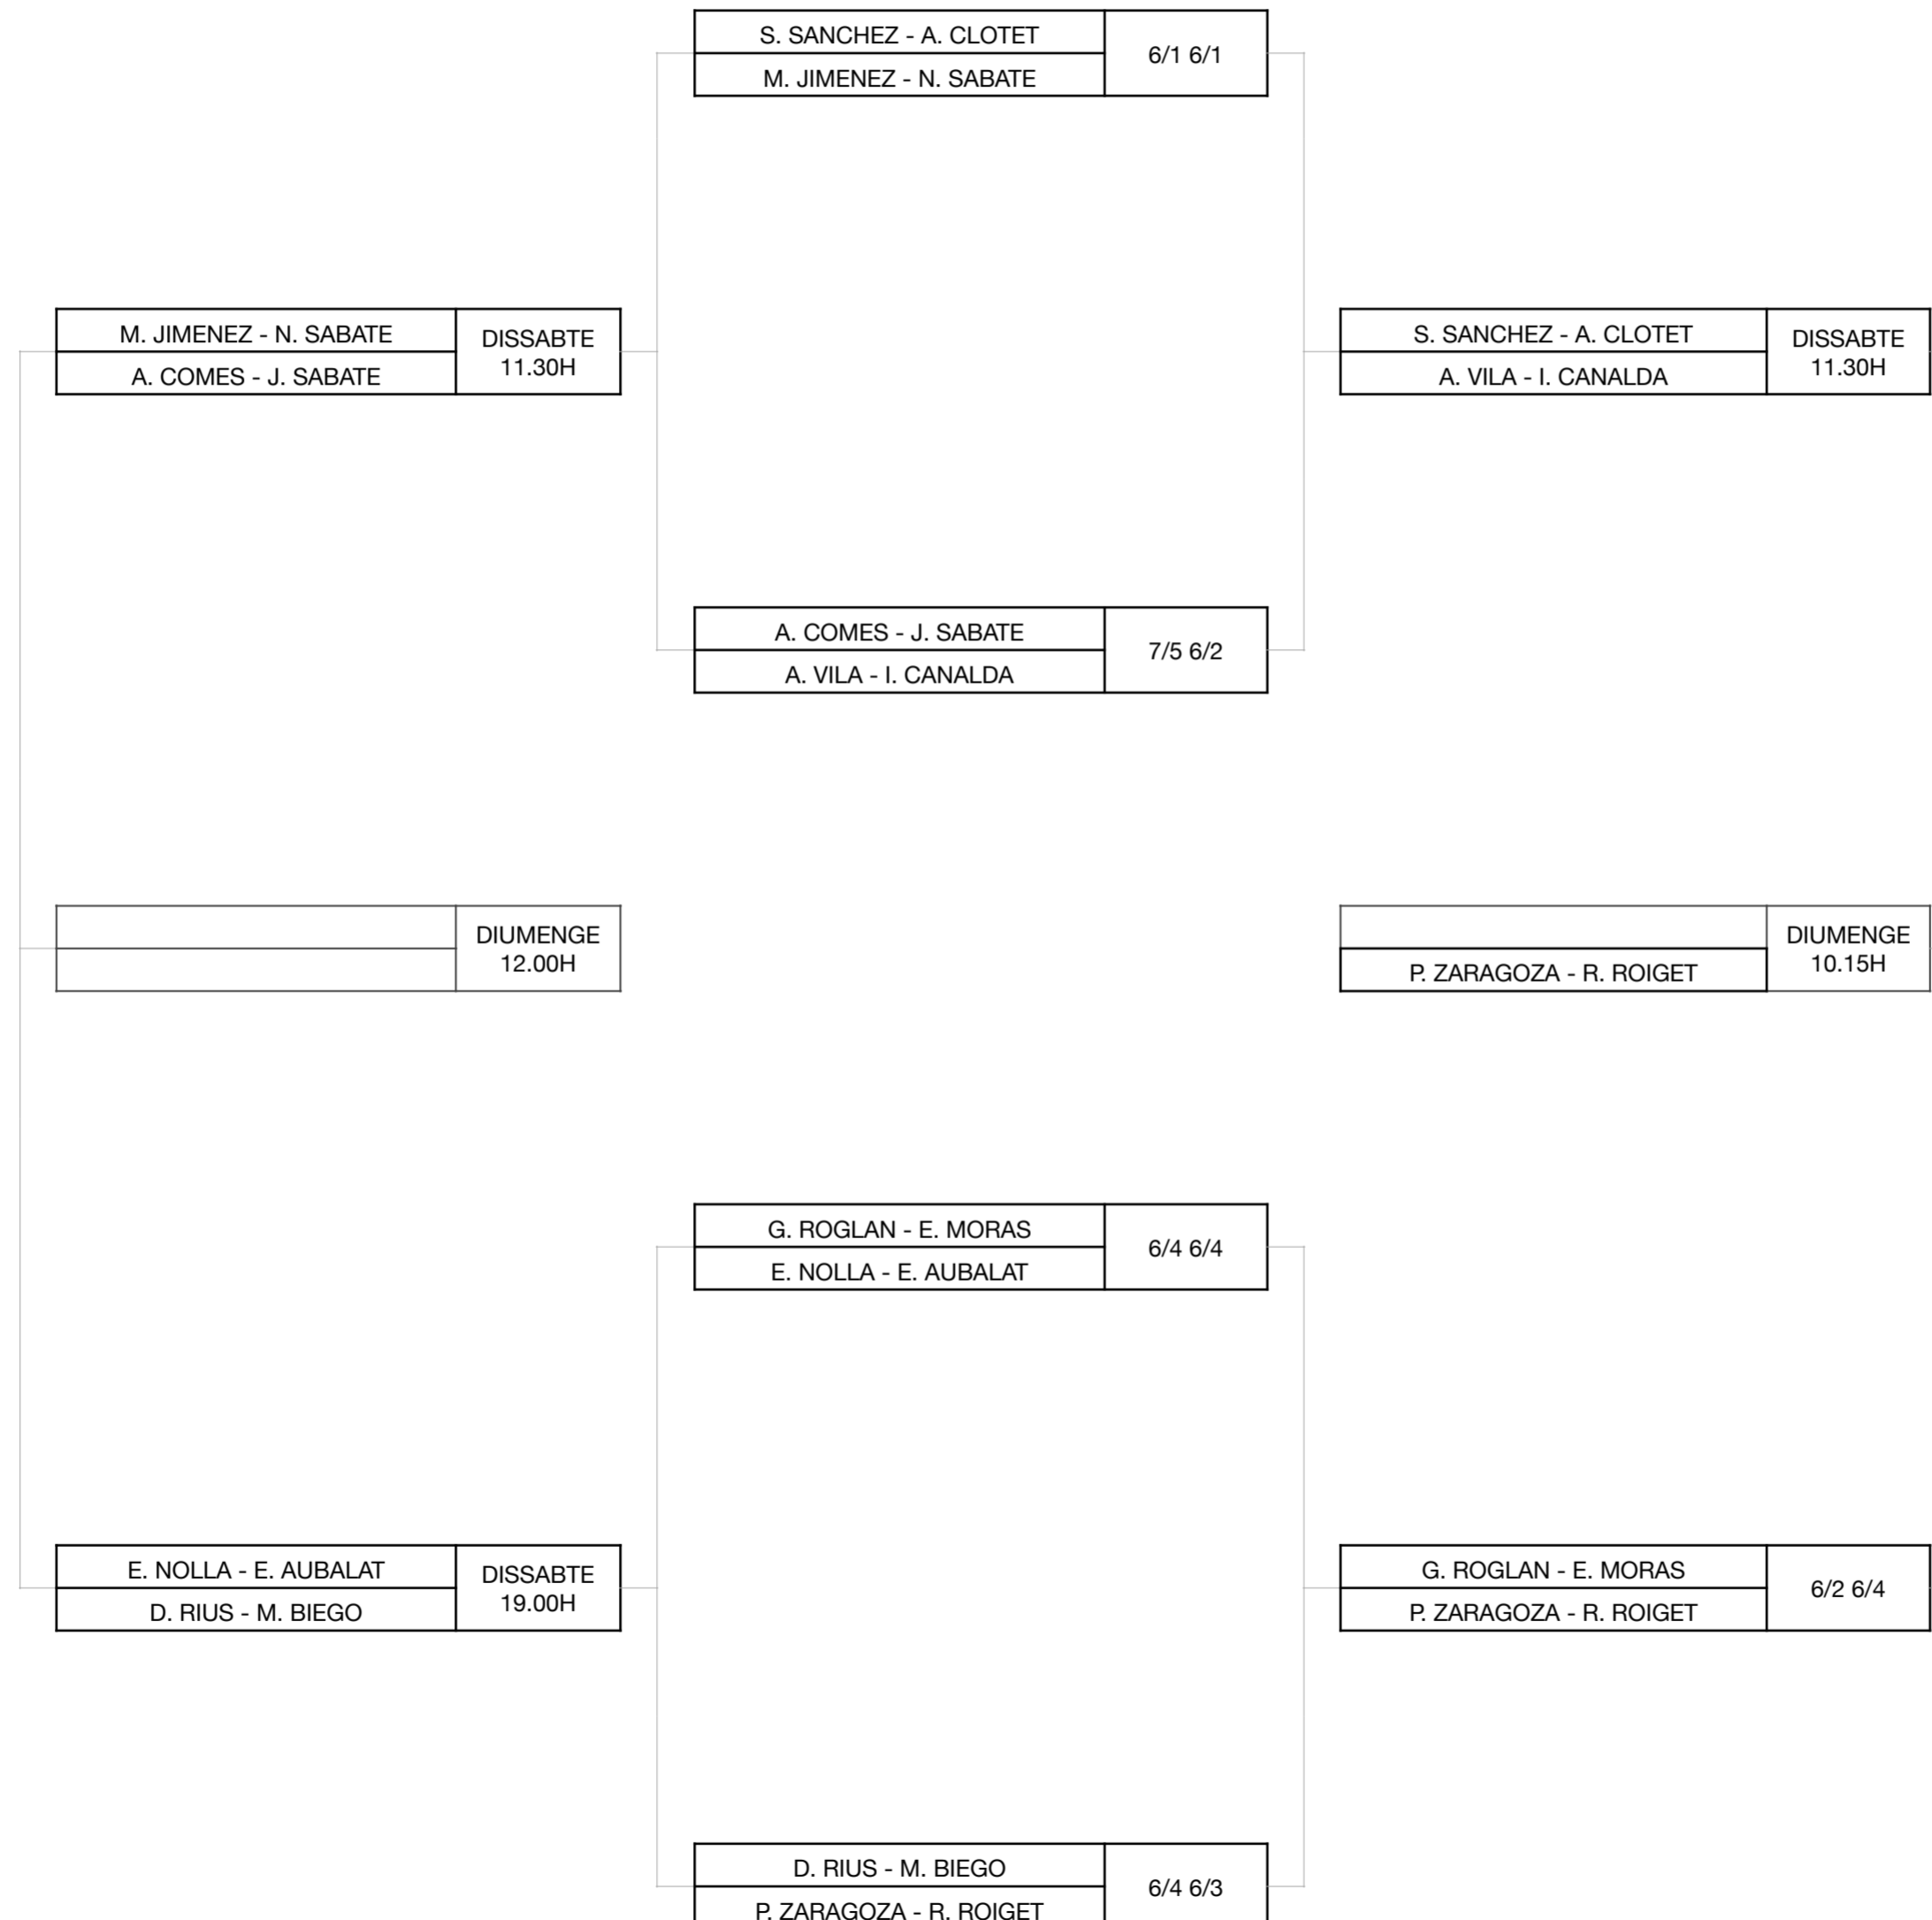 S. SANCHEZ - A. CLOTET
6/1 6/1
M. JIMENEZ - N. SABATE
M. JIMENEZ - N. SABATE
DISSABTE
11.30H
A. COMES - J. SABATE
S. SANCHEZ - A. CLOTET
DISSABTE
11.30H
A. VILA - I. CANALDA
A. COMES - J. SABATE
7/5 6/2
A. VILA - I. CANALDA
DIUMENGE
12.00H
DIUMENGE
10.15H
P. ZARAGOZA - R. ROIGET
G. ROGLAN - E. MORAS
6/4 6/4
E. NOLLA - E. AUBALAT
E. NOLLA - E. AUBALAT
DISSABTE
19.00H
D. RIUS - M. BIEGO
G. ROGLAN - E. MORAS
6/2 6/4
P. ZARAGOZA - R. ROIGET
D. RIUS - M. BIEGO
6/4 6/3
P. ZARAGOZA - R. ROIGET